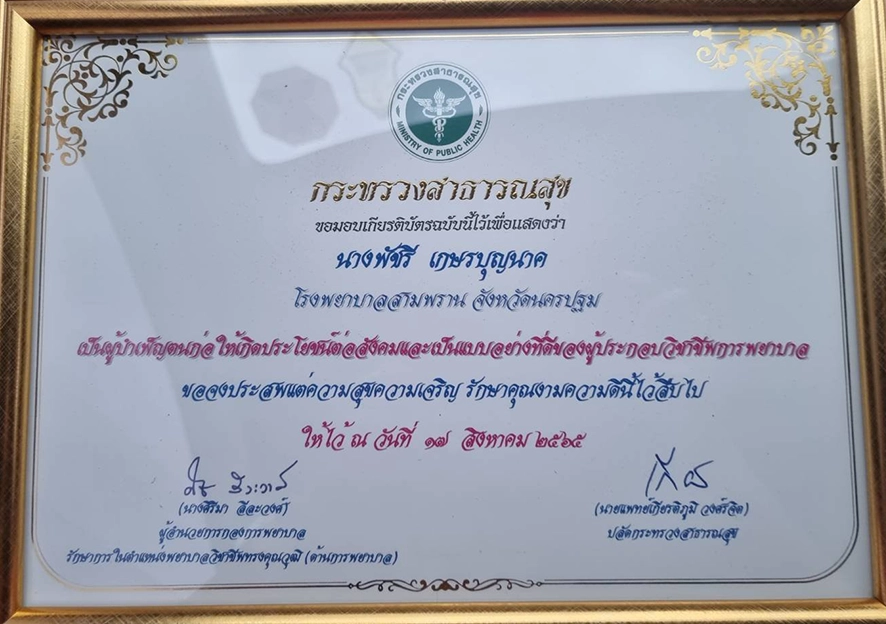 กระทรวงสาธารณสุข
MINISTRY OF PUBLIC HEALTH
กระทรวงสาธารณสุข
ขอมอบเกียรติบัตรฉบับนี้ไว้เพื่อแสดงว่า
นางพัชรี เกษรบุญนาค
โรงพยาบาลสามพราน จังหวัดนครปฐม
เป็นผู้บำเพ็ญตนก่อให้เกิดประโยชน์ต่อสังคมและเป็นแบบอย่างที่ดีของผู้ประกอบวิชาชีพการพยาบาล
ขอจงประสพแต่ความสุขความเจริญ รักษาคุณงามความดีนี้ไว้สืบไป
ให้ไว้ ณ วันที่ ๑๗ สิงหาคม ๒๕๖๕
(นางศิริมา ลีละวงศ์)
ผู้อำนวยการกองการพยาบาล
รักษาการในตำแหน่งพยาบาลวิชาชีพทรงคุณวุฒิ (ด้านการพยาบาล)
(นายแพทย์เกียรติภูมิ วงศ์รจิต)
ปลัดกระทรวงสาธารณสุข